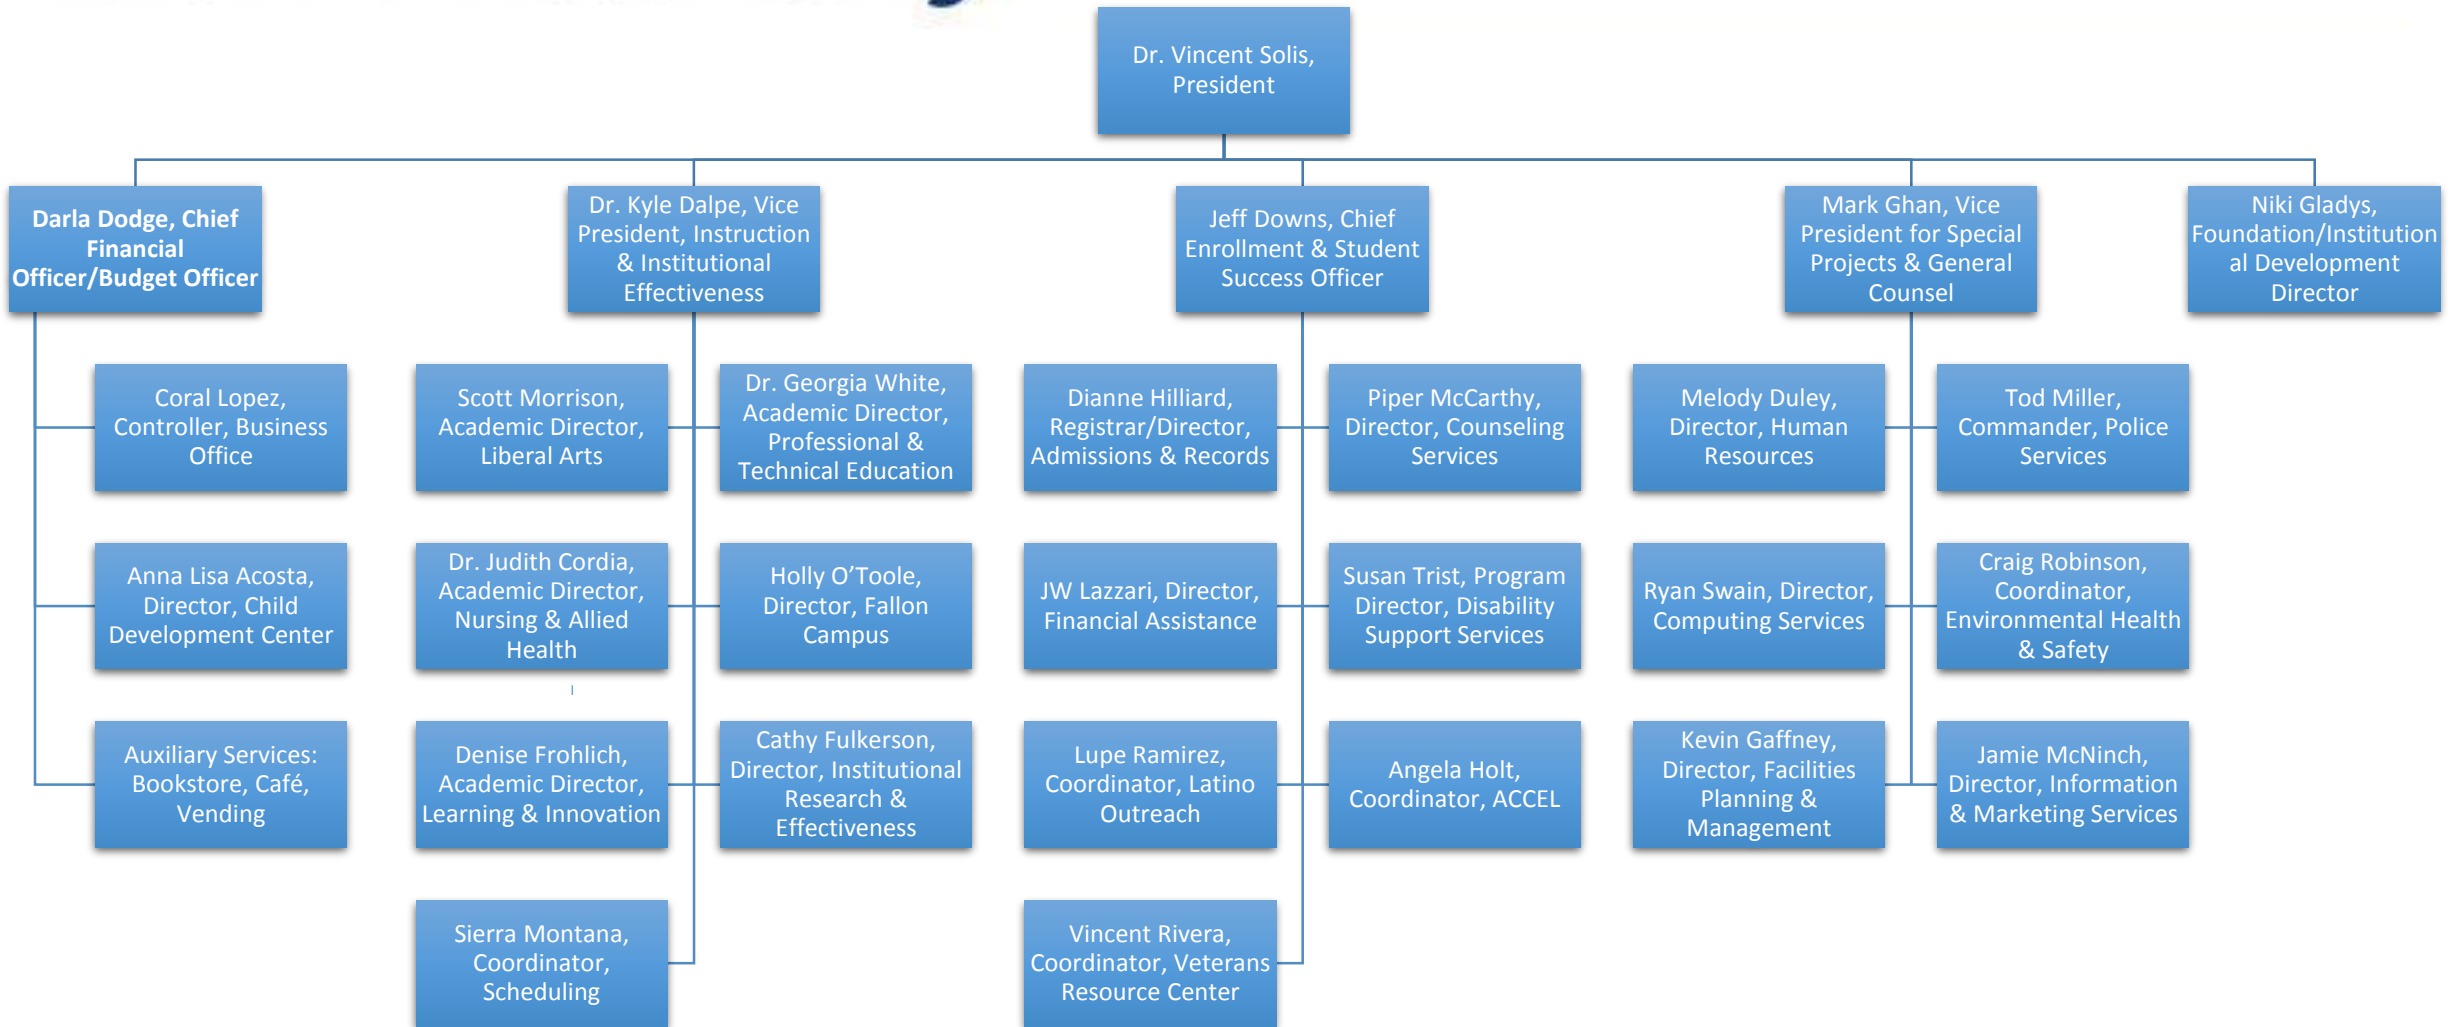 Dr. Vincent Solis,
President
Darla Dodge, Chief
Financial
Officer/Budget Officer
Dr. Kyle Dalpe, Vice
President, Instruction
& Institutional
Effectiveness
Jeff Downs, Chief
Enrollment & Student
Success Officer
Mark Ghan, Vice
President for Special
Projects & General
Counsel
Niki Gladys,
Foundation/Institution
al Development
Director
Coral Lopez,
Controller, Business
Office
Scott Morrison,
Academic Director,
Liberal Arts
Dr. Georgia White,
Academic Director,
Professional &
Technical Education
Dianne Hilliard,
Registrar/Director,
Admissions & Records
Piper McCarthy,
Director, Counseling
Services
Melody Duley,
Director, Human
Resources
Tod Miller,
Commander, Police
Services
Anna Lisa Acosta,
Director, Child
Development Center
Dr. Judith Cordia,
Academic Director,
Nursing & Allied
Health
Holly O’Toole,
Director, Fallon
Campus
JW Lazzari, Director,
Financial Assistance
Susan Trist, Program
Director, Disability
Support Services
Ryan Swain, Director,
Computing Services
Craig Robinson,
Coordinator,
Environmental Health
& Safety
Auxiliary Services:
Bookstore, Café,
Vending
Denise Frohlich,
Academic Director,
Learning & Innovation
Cathy Fulkerson,
Director, Institutional
Research &
Effectiveness
Lupe Ramirez,
Coordinator, Latino
Outreach
Angela Holt,
Coordinator, ACCEL
Kevin Gaffney,
Director, Facilities
Planning &
Management
Jamie McNinch,
Director, Information
& Marketing Services
Sierra Montana,
Coordinator,
Scheduling
Vincent Rivera,
Coordinator, Veterans
Resource Center